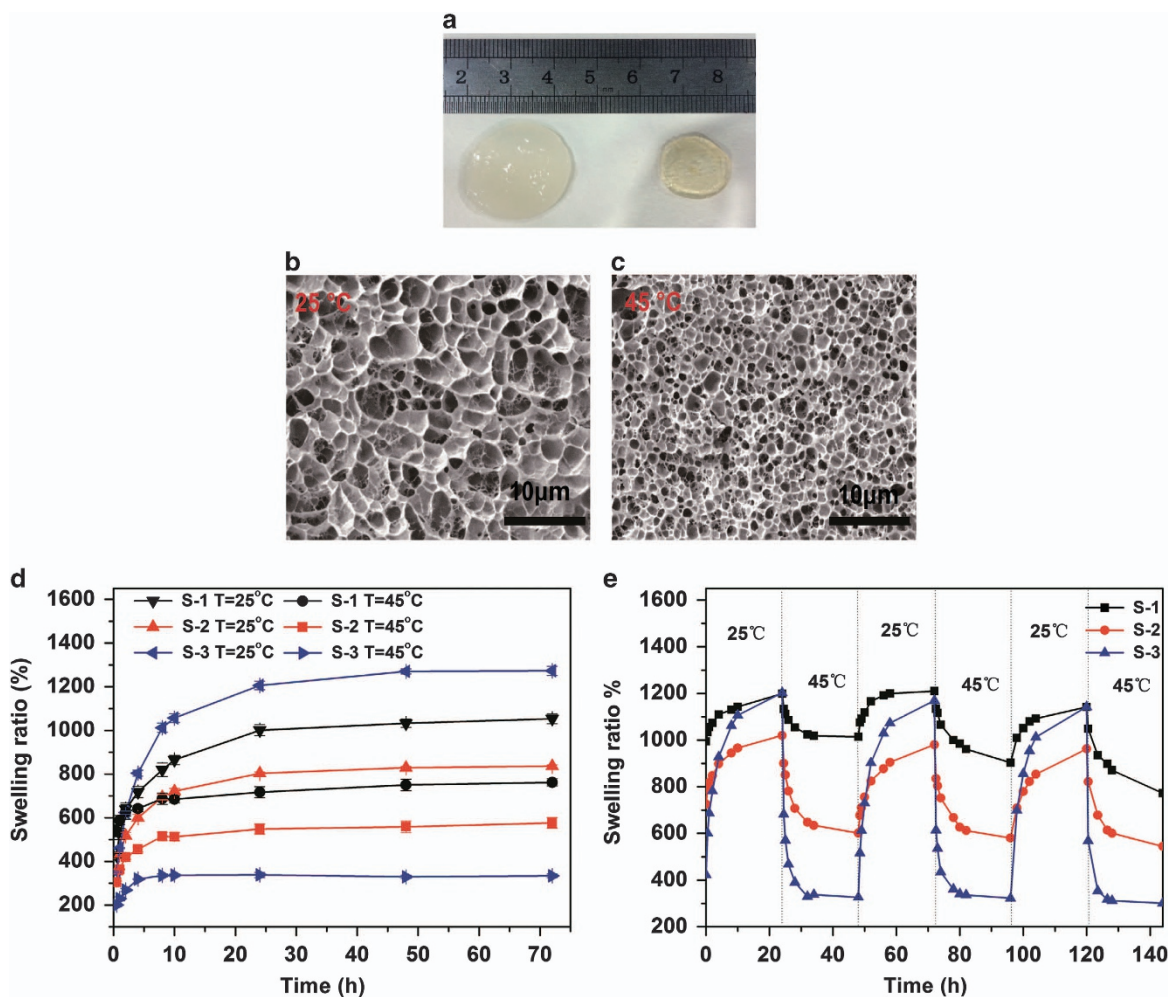 a
2 3 4 5 6 7 8
b
c
25 °C
45 °C
10μm
10μm
d
e
Swelling ratio (%)
1600
1400
1200
1000
800
600
400
200
S-1 T=25°C
S-1 T=45°C
S-2 T=25°C
S-2 T=45°C
S-3 T=25°C
S-3 T=45°C
0 10 20 30 40 50 60 70
Time (h)
Swelling ratio %
1600
1400
1200
1000
800
600
400
200
S-1
S-2
S-3
25℃
25℃
25℃
45℃
45℃
45℃
0 20 40 60 80 100 120 140
Time (h)